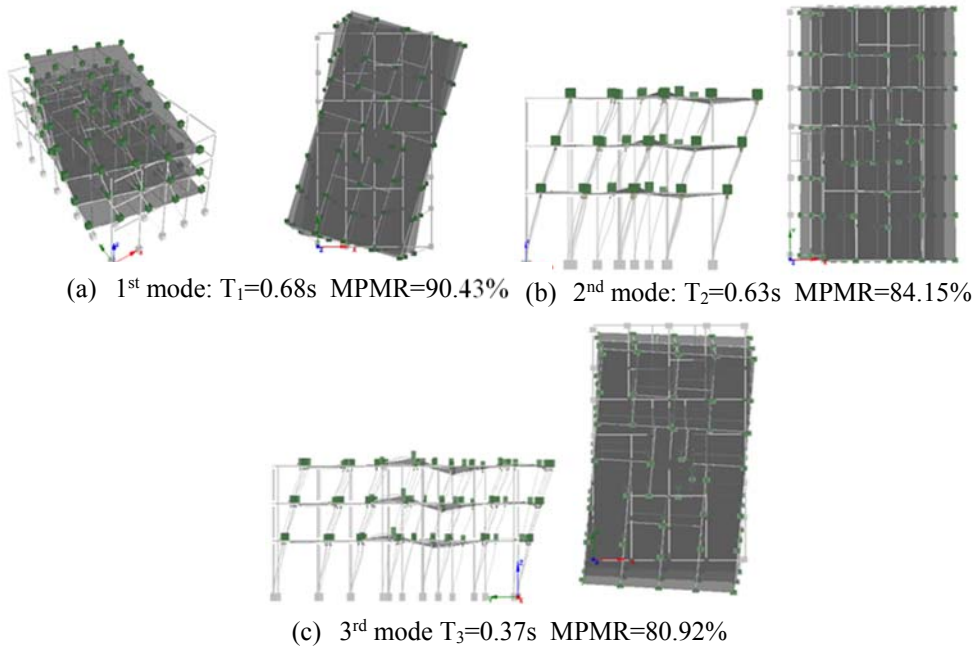 (a) 1st mode: T1=0.68s MPMR=90.43%
(b) 2nd mode: T2=0.63s MPMR=84.15%
(c) 3rd mode T3=0.37s MPMR=80.92%